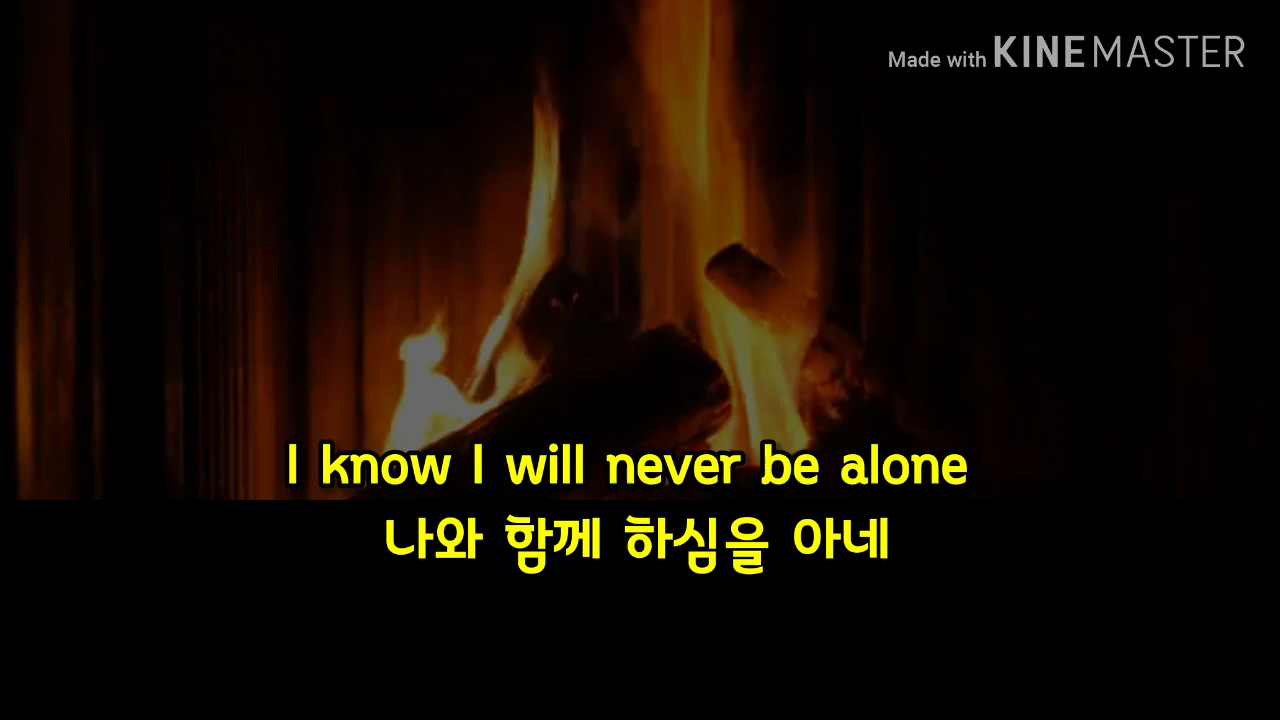 Made with KINEMASTER
I know I will never be alone
나와 함께 하심을 아네